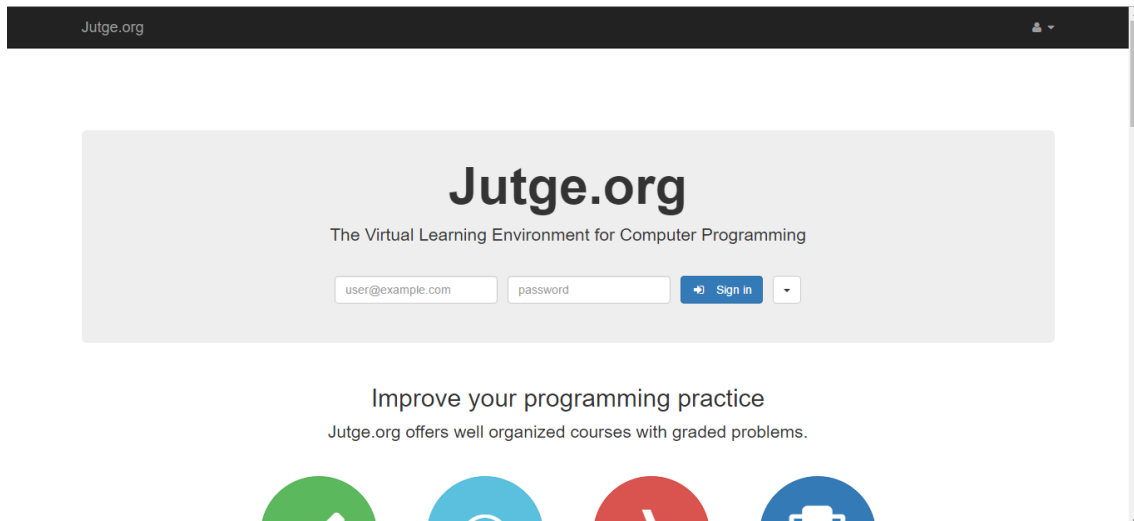 Jutge.org
Jutge.org
The Virtual Learning Environment for Computer Programming
user@example.com password Sign in
Improve your programming practice
Jutge.org offers well organized courses with graded problems.